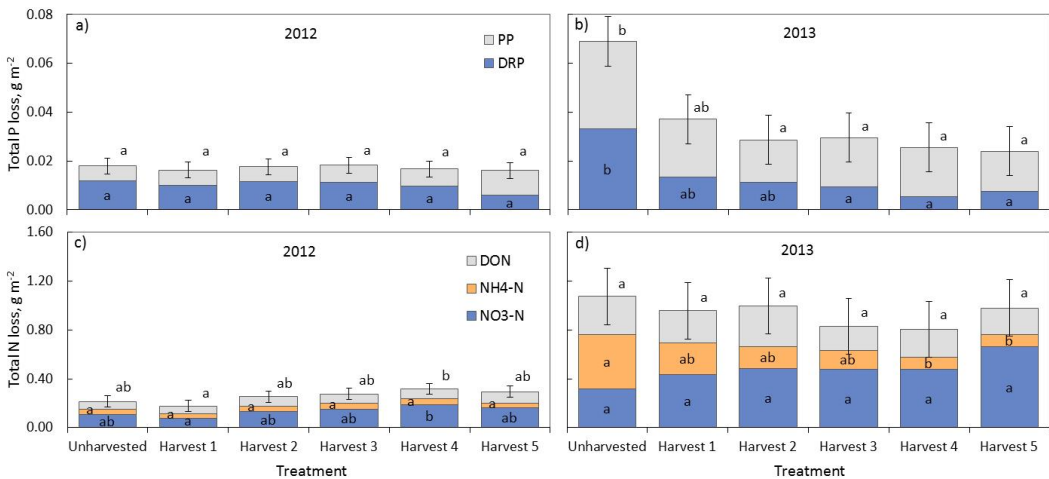 a) 2012
PP
DRP
Total P loss, g m⁻²
0.08
0.06
0.04
0.02
0.00
a a a a a a
a a a a a a
b) 2013
b ab a a a a
b ab ab a a a
c) 2012
DON
NH4-N
NO3-N
Total N loss, g m⁻²
1.60
1.20
0.80
0.40
0.00
ab a ab ab b ab
a a a a a a
ab a ab ab b ab
d) 2013
a a a a a a
a ab ab ab b b
a a a a a a
Unharvested Harvest 1 Harvest 2 Harvest 3 Harvest 4 Harvest 5
Treatment
Unharvested Harvest 1 Harvest 2 Harvest 3 Harvest 4 Harvest 5
Treatment